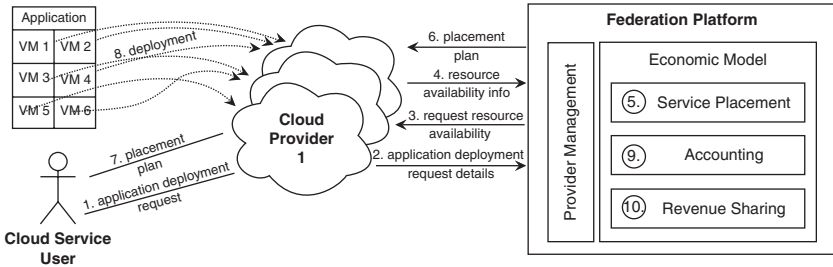 Application
VM 1 VM 2
VM 3 VM 4
VM 5 VM 6
8. deployment
Cloud
Provider
1
7. placement
plan
1. application deployment
request
Cloud Service
User
6. placement
plan
4. resource
availability info
3. request resource
availability
2. application deployment
request details
Federation Platform
Provider Management
Economic Model
5. Service Placement
9. Accounting
10. Revenue Sharing